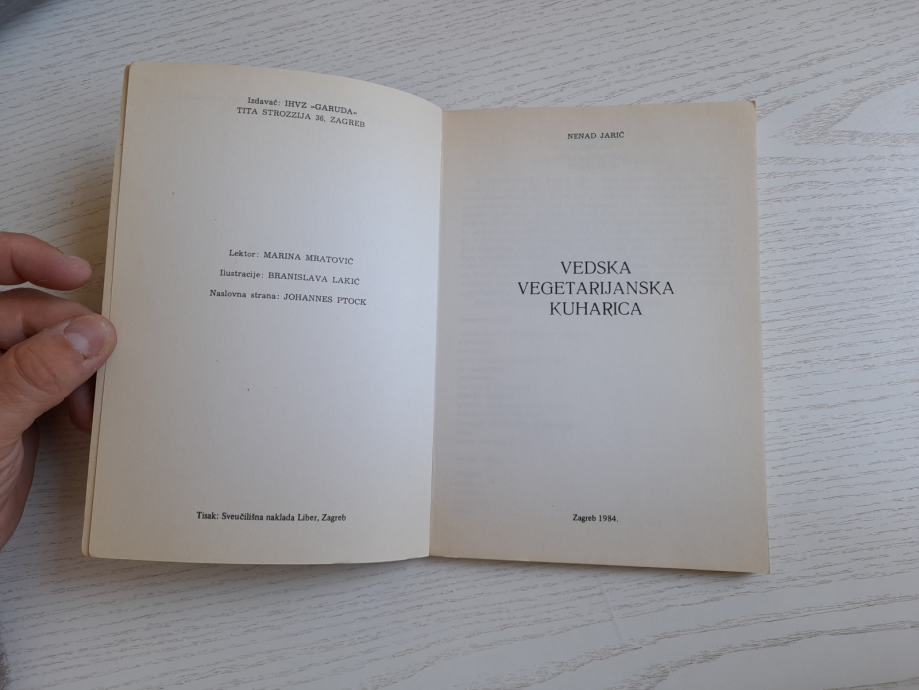 Izdavač: IHVZ »GARUDA«
TITA STROZZIJA 36, ZAGREB
Lektor: MARINA MRATOVIĆ
Ilustracije: BRANISLAVA LAKIĆ
Naslovna strana: JOHANNES PTOCK
Tisak: Sveučilišna naklada Liber, Zagreb
NENAD JARIĆ
VEDSKA
VEGETARIJANSKA
KUHARICA
Zagreb 1984.